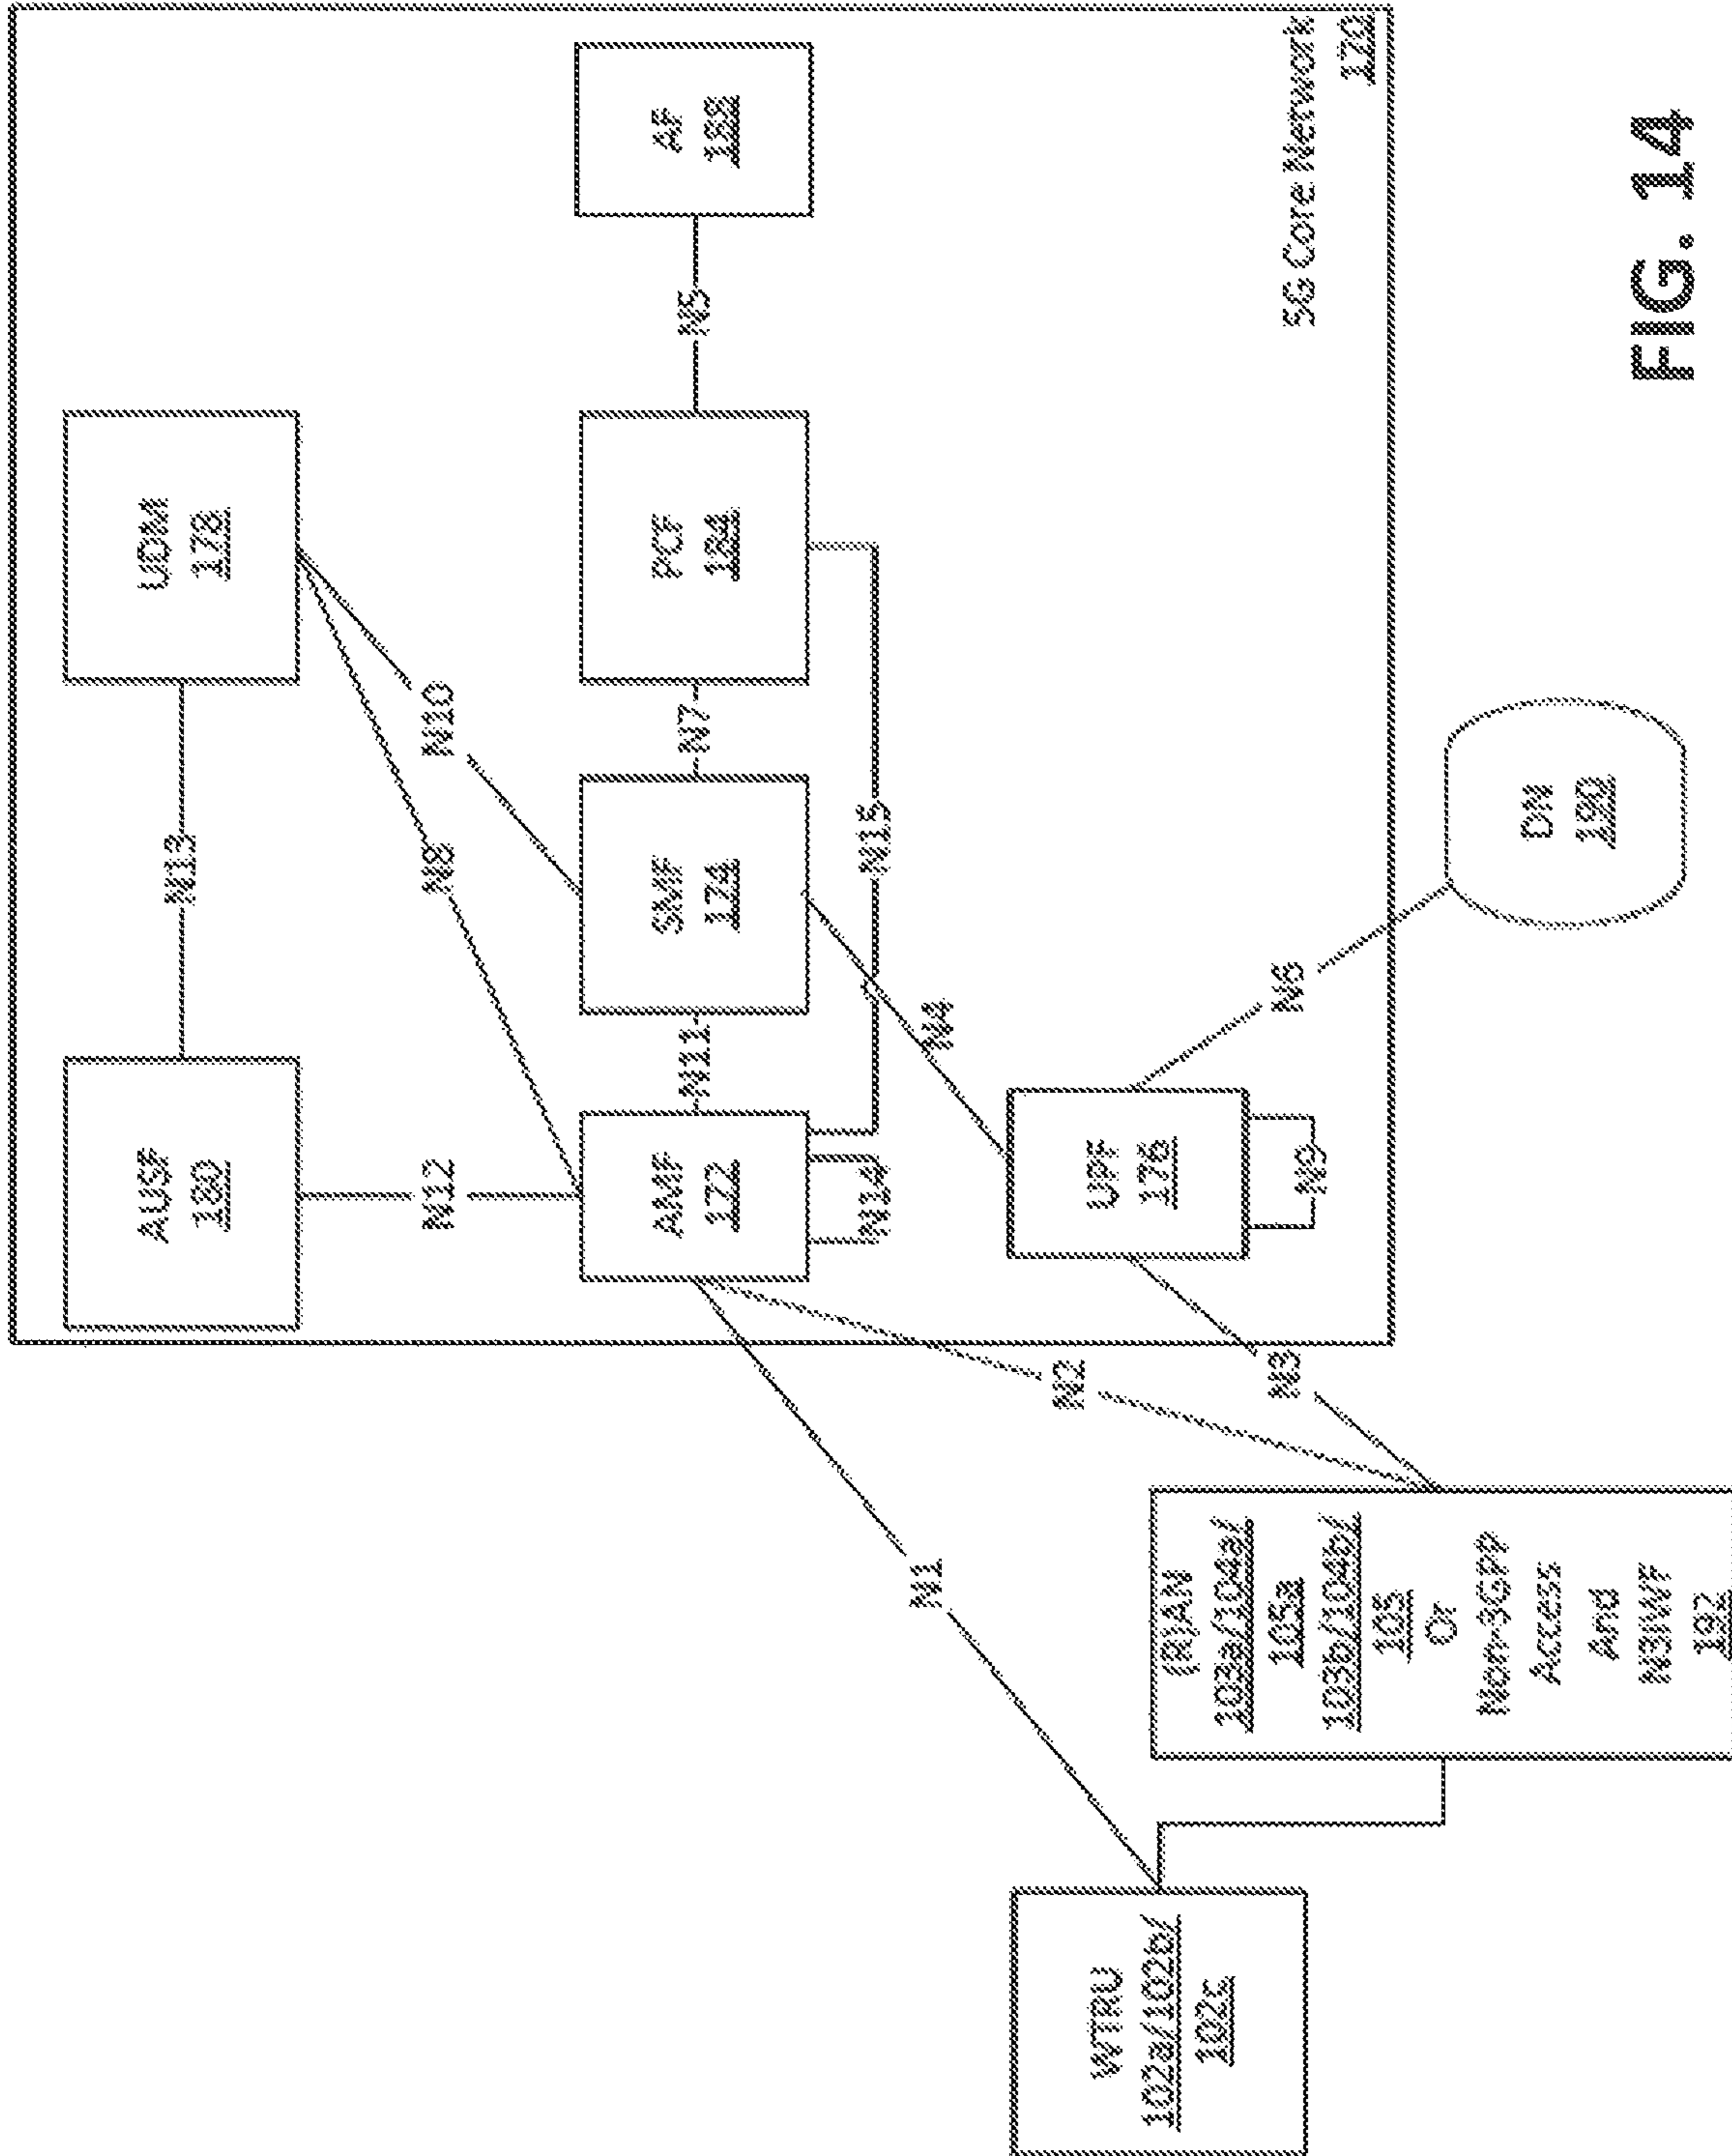 AUSF
180
N13
UDM
178
N12
N8
N10
AMF
172
N11
SMF
174
N7
PCF
184
N5
AF
188
N14
N15
N1
N4
UPF
176
N9
N2
N3
N6
WTRU
102a/102b/
102c
(R)AN
103a/104a/
105a
103b/104b/
105
Or
Non-3GPP
Access
And
N3IWF
192
DN
190
5G Core Network
170
FIG. 14